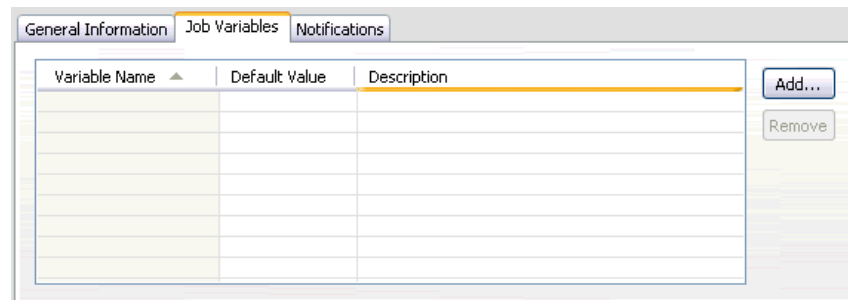 General Information Job Variables Notifications
Variable Name Default Value Description
Add...
Remove